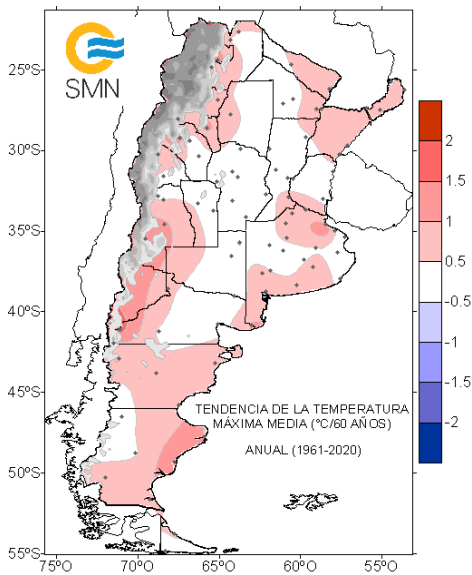 SMN
25°S
30°S
35°S
40°S
45°S
50°S
55°S
75°O
70°O
65°O
60°O
55°O
2
1.5
1
0.5
-0.5
-1
-1.5
-2
TENDENCIA DE LA TEMPERATURA
MÁXIMA MEDIA (°C/60 AÑOS)
ANUAL (1961-2020)